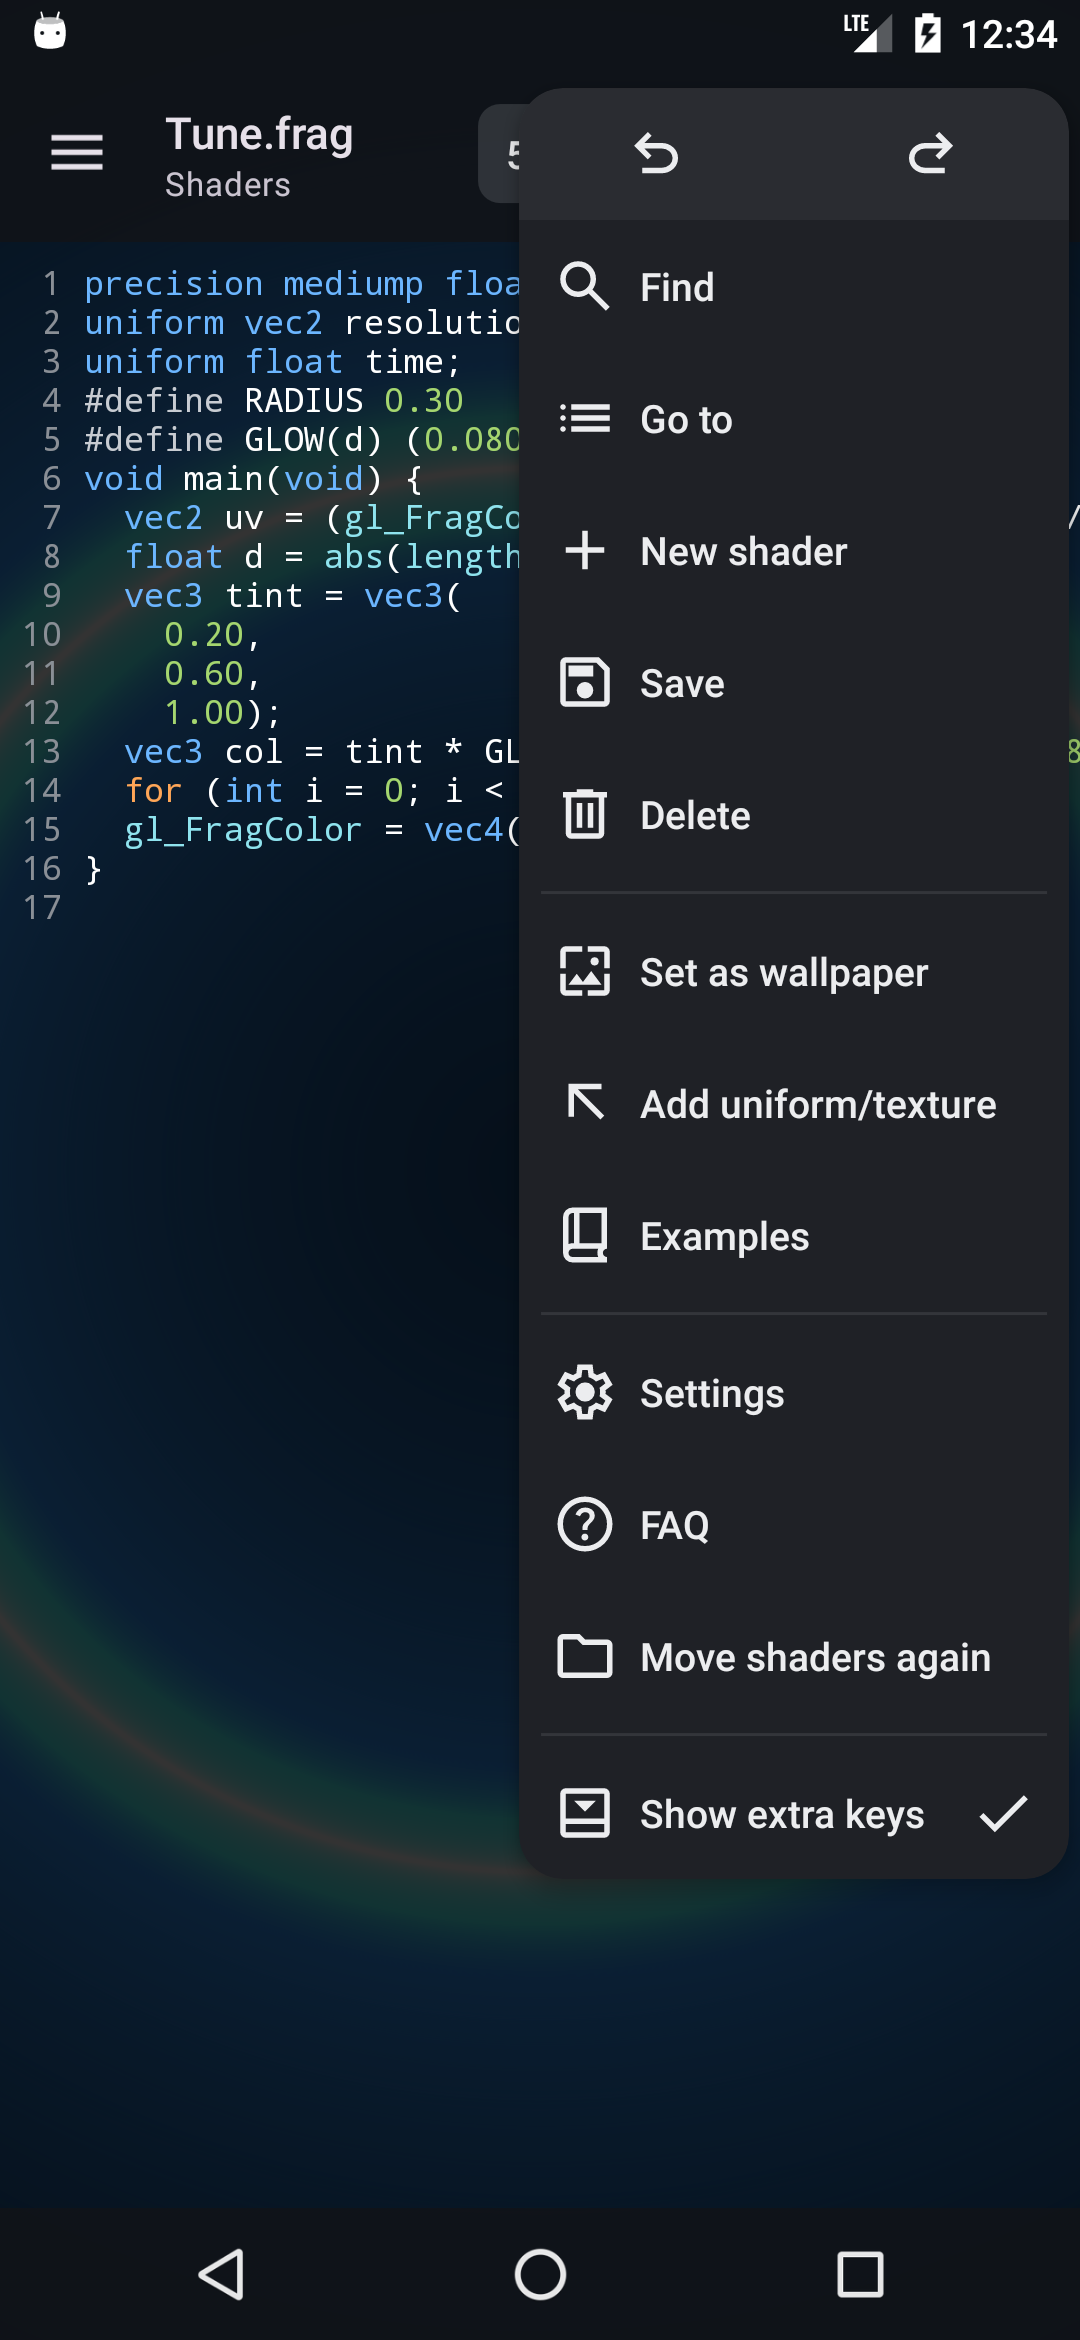 LTE 12:34
Tune.frag
Shaders
5
1 precision mediump floa
2 uniform vec2 resolutio
3 uniform float time;
4 #define RADIUS 0.30
5 #define GLOW(d) (0.080
6 void main(void) {
7 vec2 uv = (gl_FragCo /
8 float d = abs(length
9 vec3 tint = vec3(
10 0.20,
11 0.60,
12 1.00);
13 vec3 col = tint * GL 8
14 for (int i = 0; i <
15 gl_FragColor = vec4(
16 }
17
Find
Go to
New shader
Save
Delete
Set as wallpaper
Add uniform/texture
Examples
Settings
FAQ
Move shaders again
Show extra keys